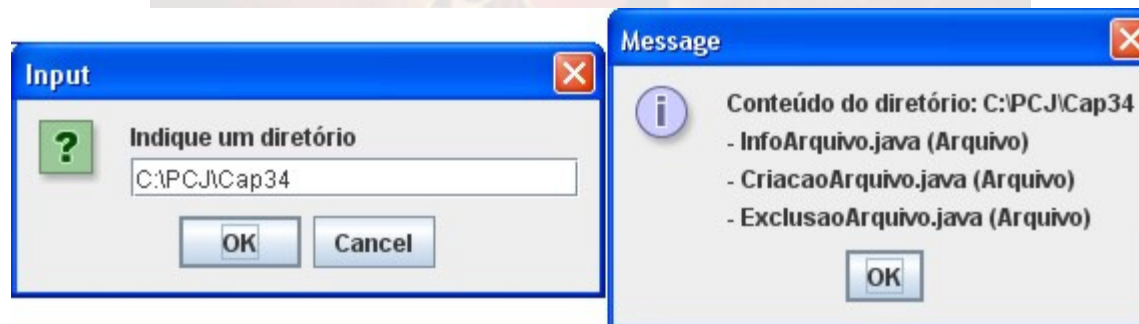 Input
Indique um diretório
C:\PCJ\Cap34
OK
Cancel
Message
Conteúdo do diretório: C:\PCJ\Cap34
- InfoArquivo.java (Arquivo)
- CriacaoArquivo.java (Arquivo)
- ExclusaoArquivo.java (Arquivo)
OK